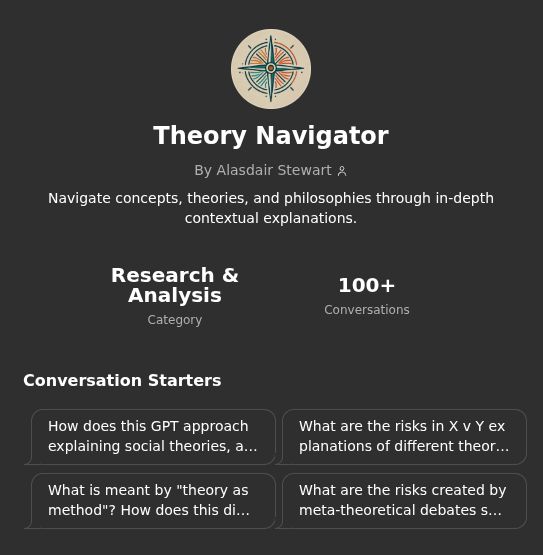 Theory Navigator
By Alasdair Stewart
Navigate concepts, theories, and philosophies through in-depth
contextual explanations.
Research &
Analysis
Category
100+
Conversations
Conversation Starters
How does this GPT approach
explaining social theories, a...
What are the risks in X v Y ex
planations of different theor...
What is meant by "theory as
method"? How does this di...
What are the risks created by
meta-theoretical debates s...